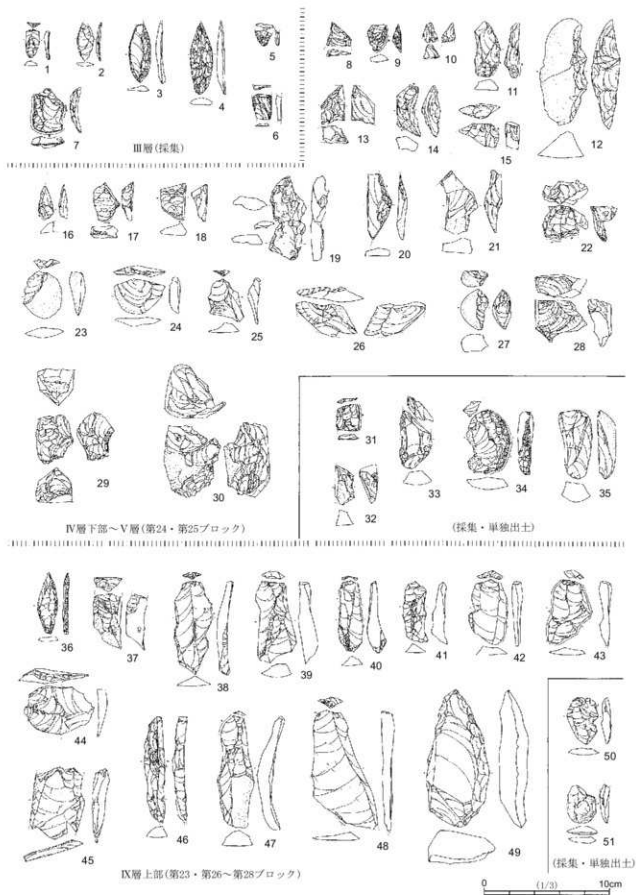 1 2 3 4 5
6
7
Ⅲ層(採集)
8 9 10 11 12
13 14 15
16 17 18 19 20 21 22
23 24 25 26 27 28
29 30
Ⅳ層下部～Ⅴ層(第24・第25ブロック)
31 32 33 34 35
(採集・単独出土)
36 37 38 39 40 41 42 43
44 45 46 47 48 49
Ⅸ層上部(第23・第26～第28ブロック)
50
51
(採集・単独出土)
0 (1/3) 10cm